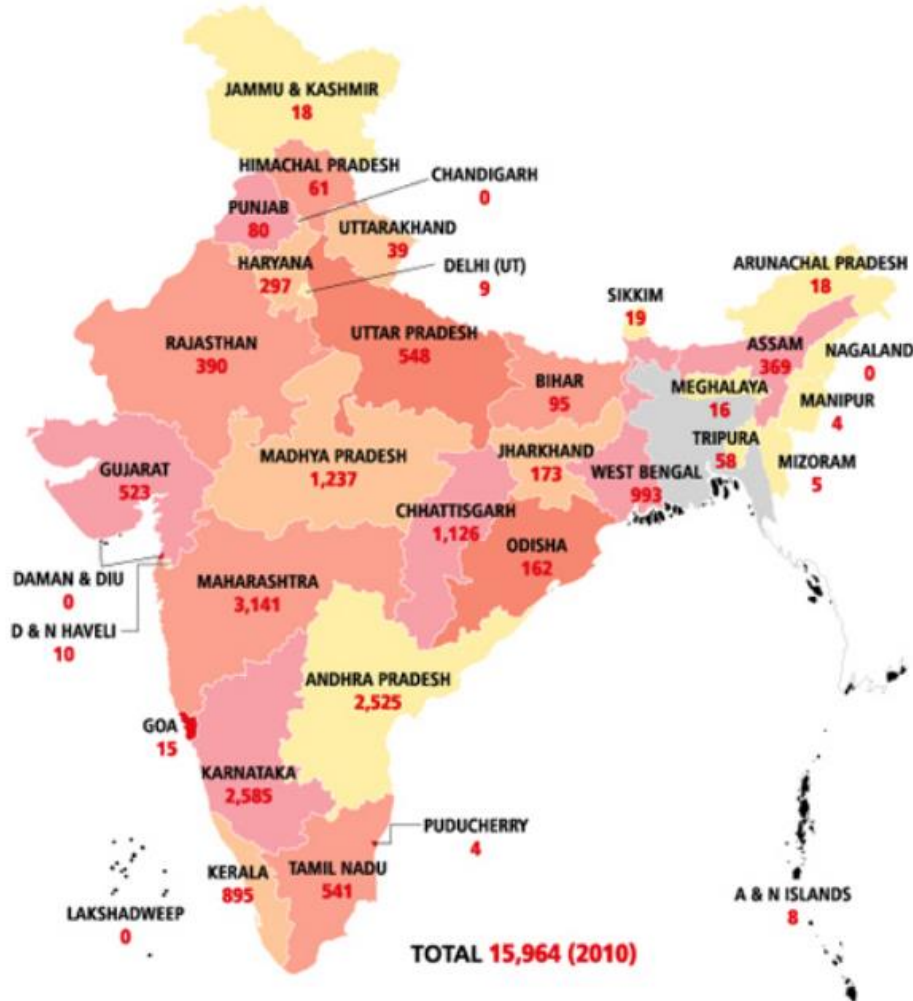 JAMMU & KASHMIR
18
HIMACHAL PRADESH
61
CHANDIGARH
0
PUNJAB
80
UTTARAKHAND
39
HARYANA
297
DELHI (UT)
9
ARUNACHAL PRADESH
18
SIKKIM
19
RAJASTHAN
390
UTTAR PRADESH
548
ASSAM
369
NAGALAND
0
BIHAR
95
MEGHALAYA
16
MANIPUR
4
GUJARAT
523
MADHYA PRADESH
1,237
JHARKHAND
173
WEST BENGAL
993
TRIPURA
58
MIZORAM
5
CHHATTISGARH
1,126
ODISHA
162
DAMAN & DIU
0
MAHARASHTRA
3,141
D & N HAVELI
10
ANDHRA PRADESH
2,525
GOA
15
KARNATAKA
2,585
PUDUCHERRY
4
KERALA
895
TAMIL NADU
541
A & N ISLANDS
8
LAKSHADWEEP
0
TOTAL 15,964 (2010)